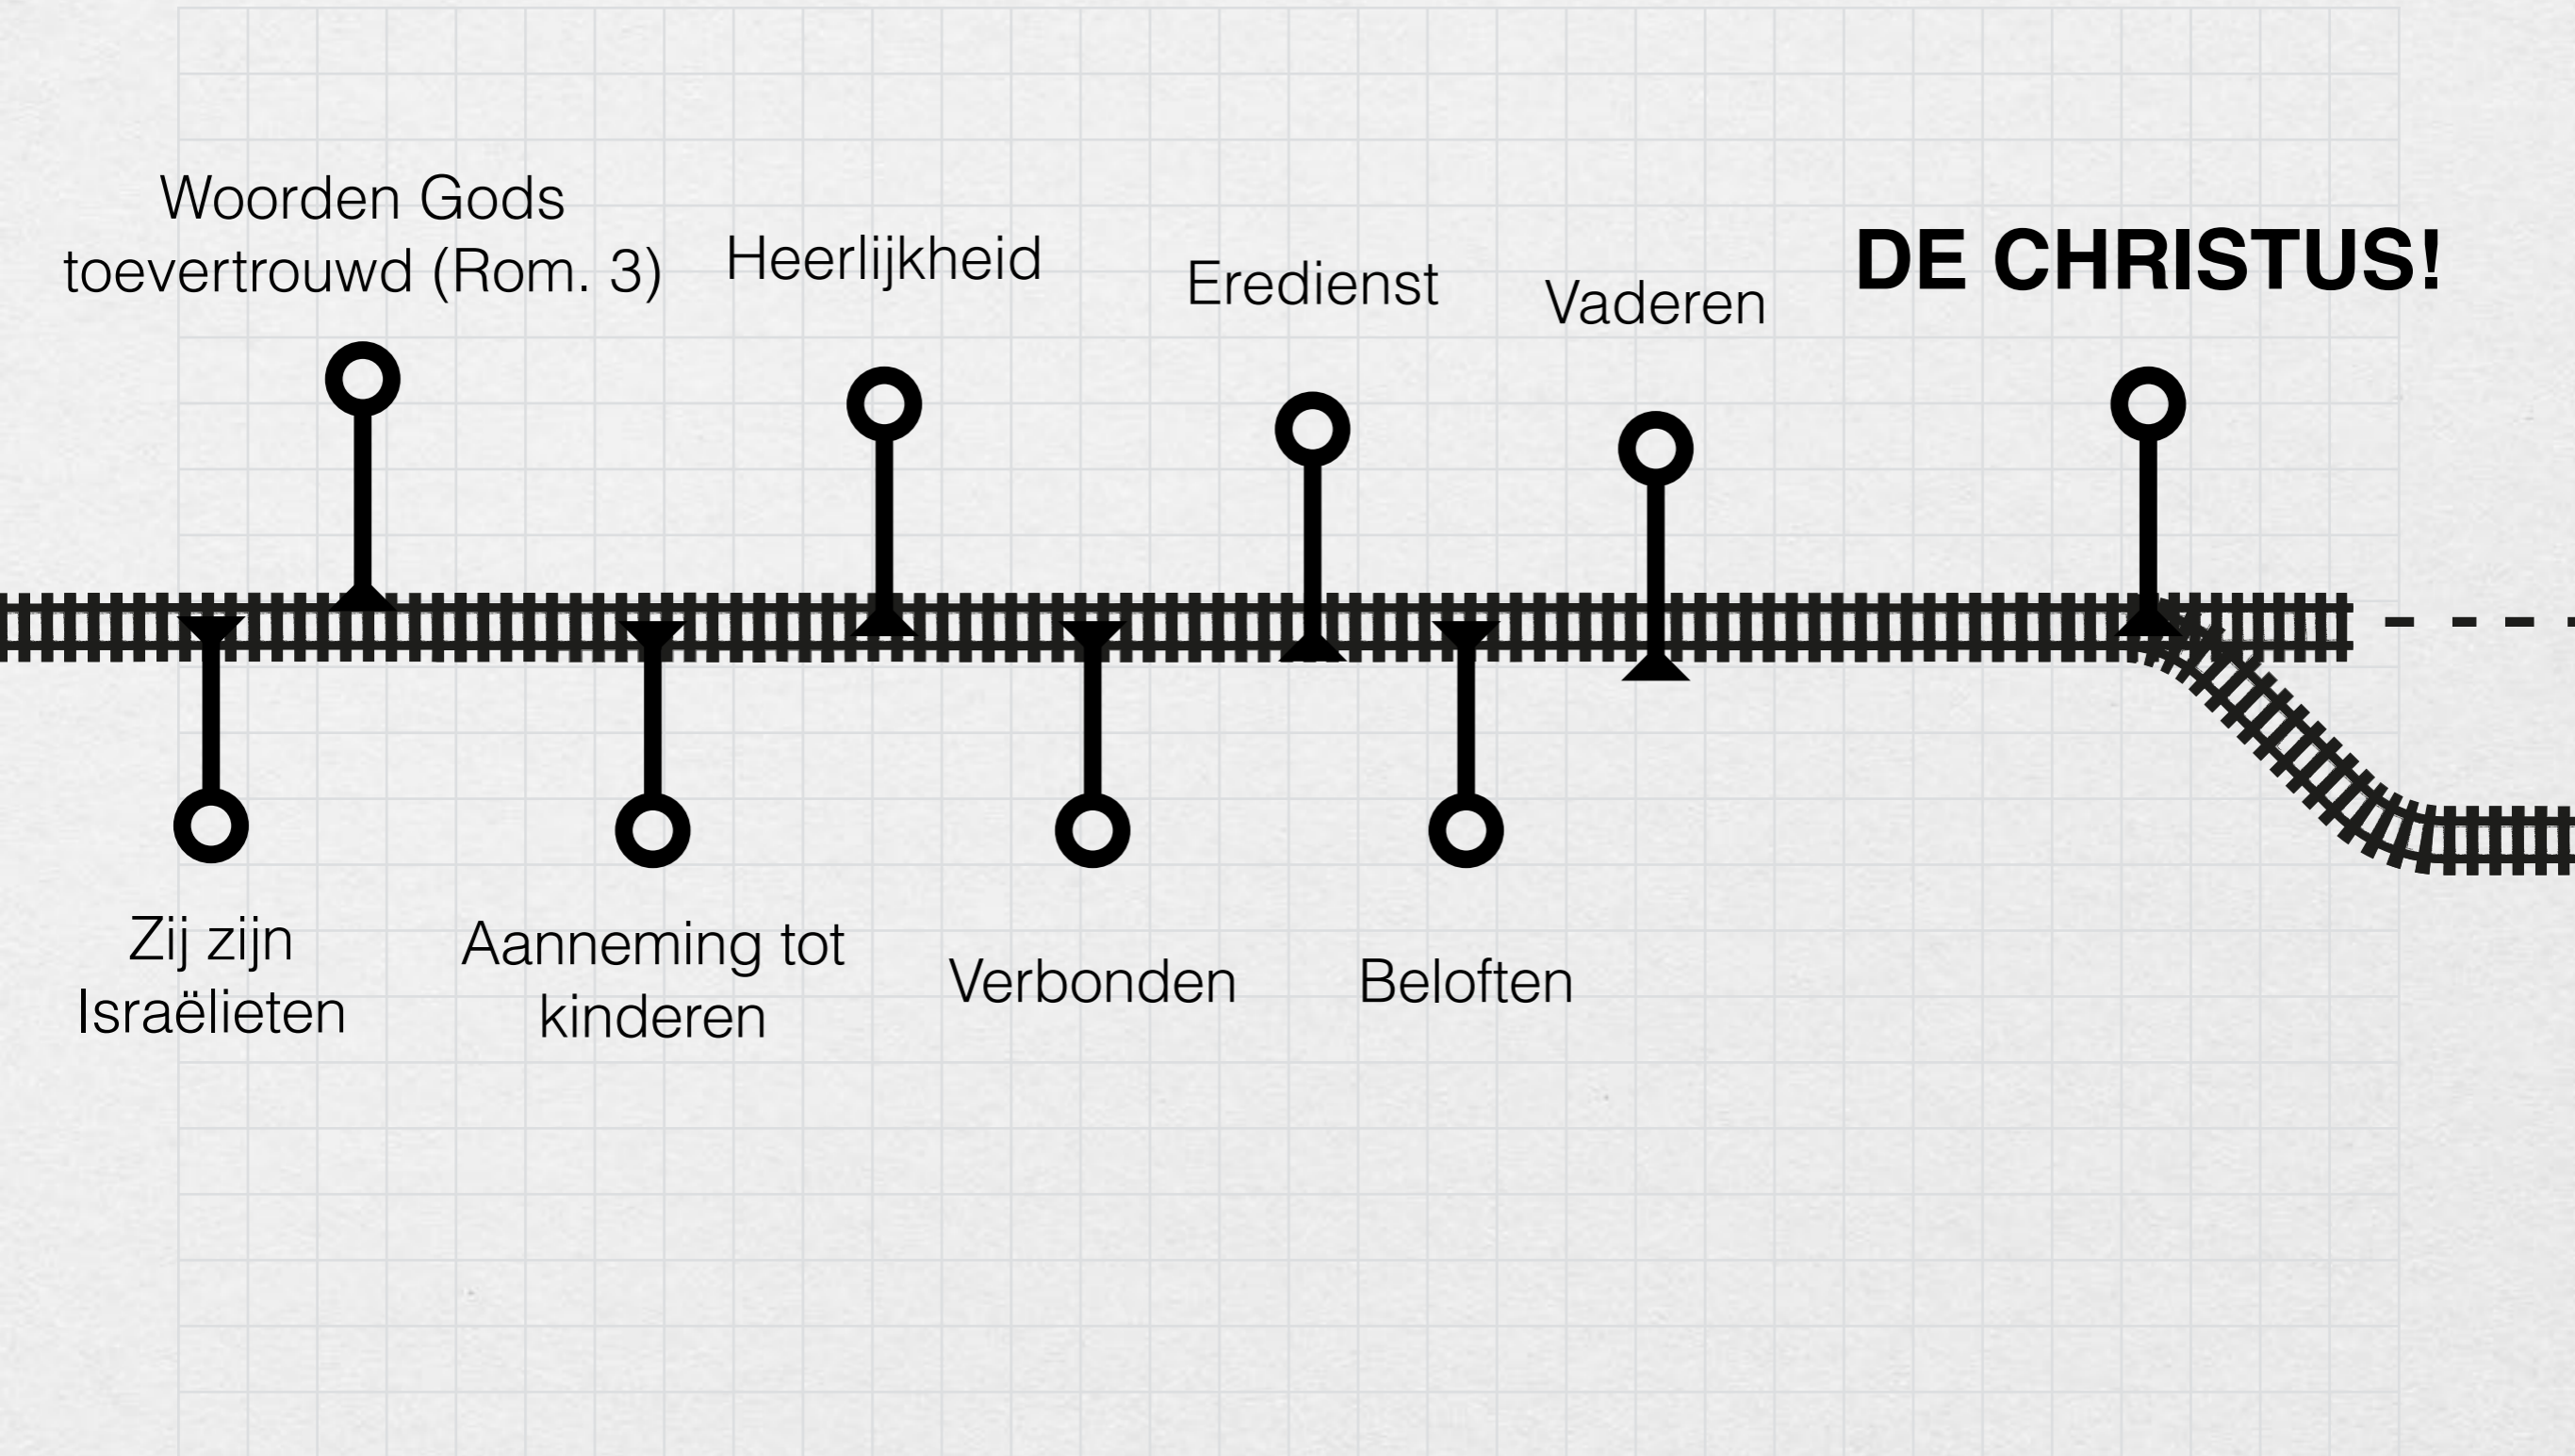 Woorden Gods
toevertrouwd (Rom. 3)
Heerlijkheid
Eredienst
Vaderen
DE CHRISTUS!
Zij zijn
Israëlieten
Aanneming tot
kinderen
Verbonden
Beloften